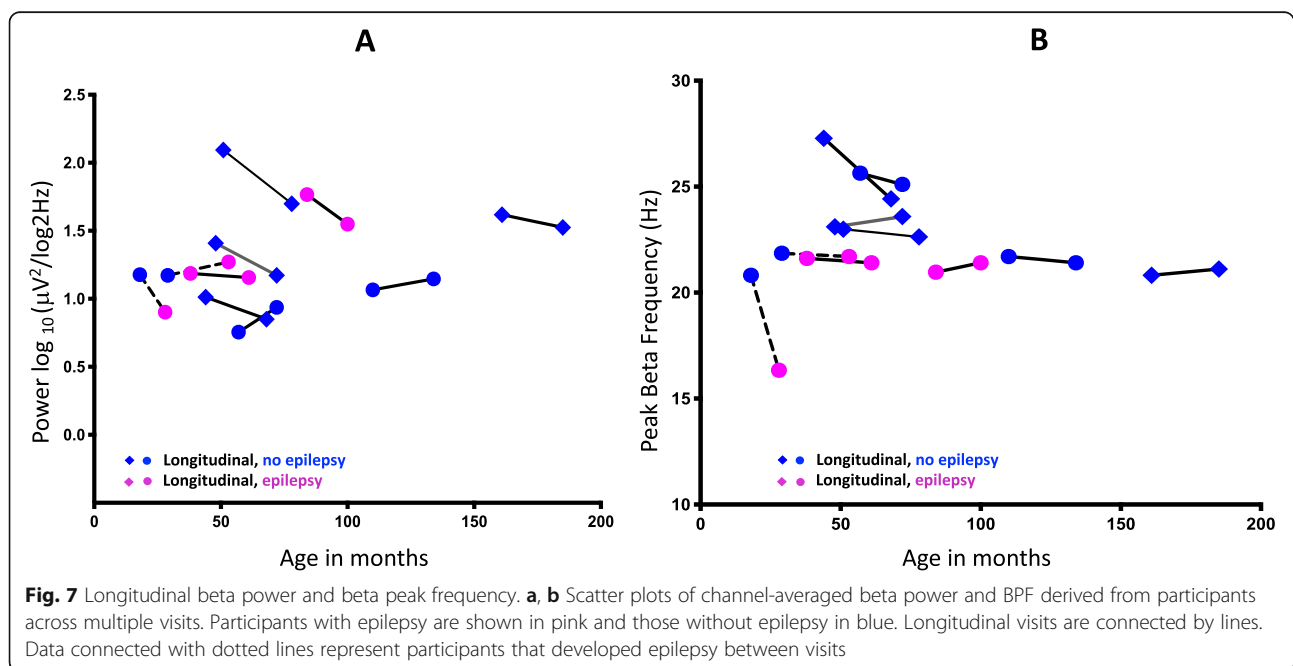 A
B
2.5
2.0
1.5
1.0
0.5
0.0
Power log 10 (μV²/log2Hz)
0
50
100
150
200
Age in months
Longitudinal, no epilepsy
Longitudinal, epilepsy
30
25
20
15
10
Peak Beta Frequency (Hz)
0
50
100
150
200
Age in months
Longitudinal, no epilepsy
Longitudinal, epilepsy
Fig. 7 Longitudinal beta power and beta peak frequency. a, b Scatter plots of channel-averaged beta power and BPF derived from participants
across multiple visits. Participants with epilepsy are shown in pink and those without epilepsy in blue. Longitudinal visits are connected by lines.
Data connected with dotted lines represent participants that developed epilepsy between visits